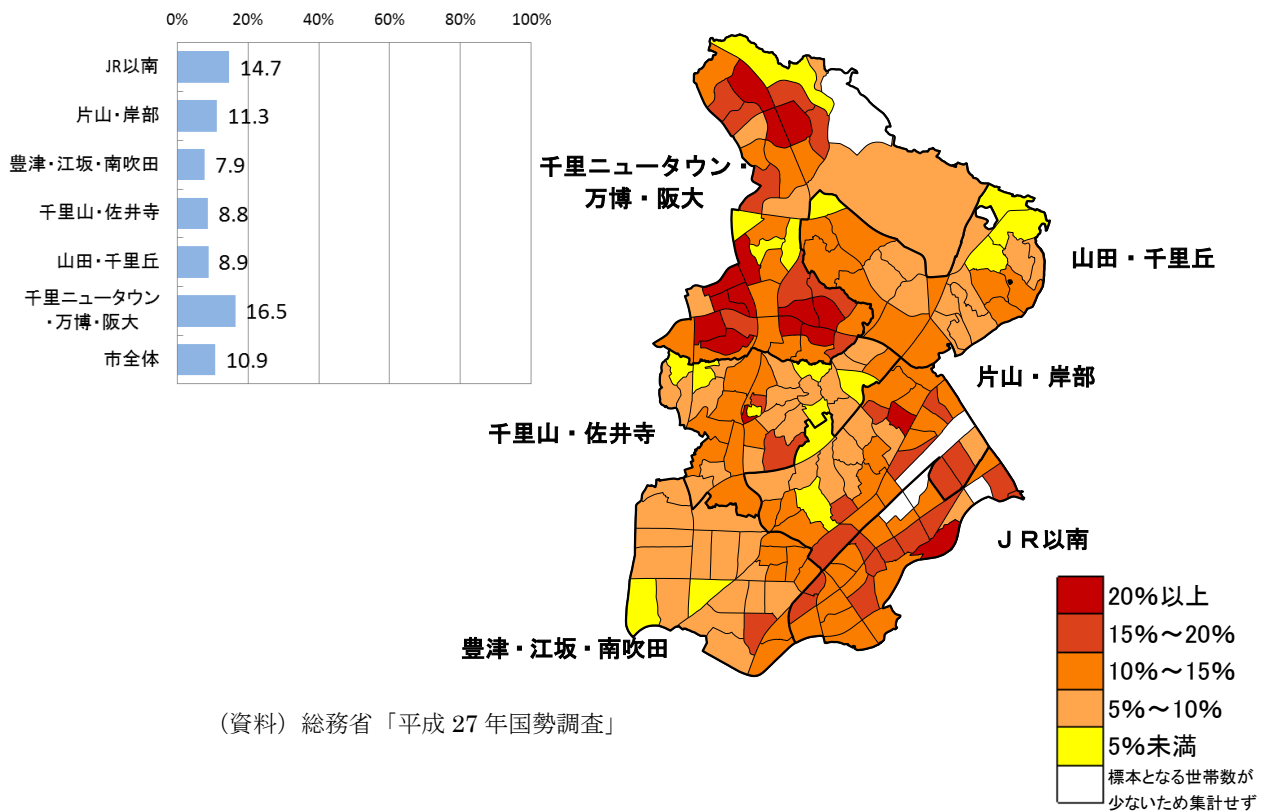 0% 20% 40% 60% 80% 100%
JR以南 14.7
片山・岸部 11.3
豊津・江坂・南吹田 7.9
千里山・佐井寺 8.8
山田・千里丘 8.9
千里ニュータウン
・万博・阪大 16.5
市全体 10.9
千里ニュータウン・
万博・阪大
山田・千里丘
片山・岸部
千里山・佐井寺
ＪＲ以南
豊津・江坂・南吹田
20%以上
15%～20%
10%～15%
5%～10%
5%未満
標本となる世帯数が
少ないため集計せず
（資料）総務省「平成 27 年国勢調査」